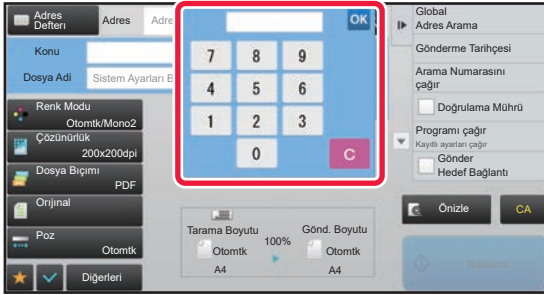 Adres
Defteri
Adres
Adre
OK
Global
Adres Arama
Konu
Gönderme Tarihçesi
Dosya Adi
Sistem Ayarları B
7 8 9
4 5 6
1 2 3
0 C
Arama Numarasını
çağır
Doğrulama Mührü
Programı çağır
Kayıtlı ayarları çağır
Gönder
Hedef Bağlantı
Renk Modu
Otomtk/Mono2
Çözünürlük
200x200dpi
Dosya Bıçımı
PDF
Orijınal
Poz
Otomtk
Diğerleri
Tarama Boyutu
Otomtk
A4
100%
Gönd. Boyutu
Otomtk
A4
Önizle
CA